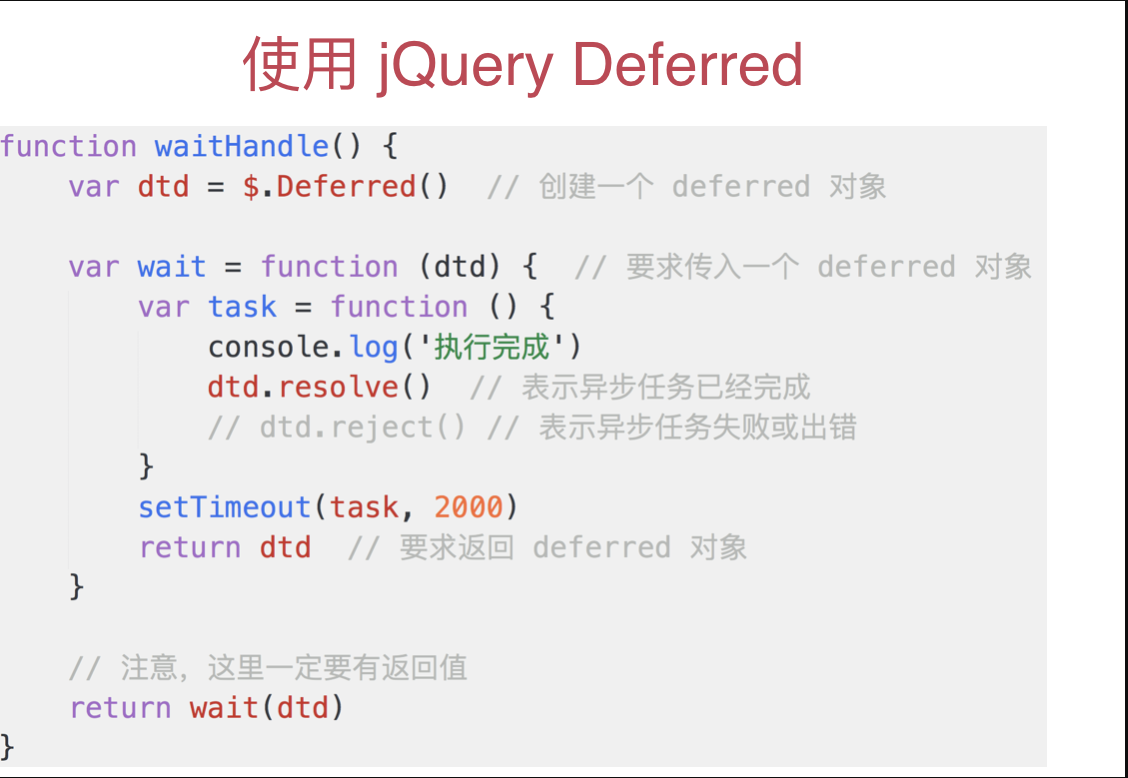 使用 jQuery Deferred
function waitHandle() {
    var dtd = $.Deferred()  // 创建一个 deferred 对象
    var wait = function (dtd) {  // 要求传入一个 deferred 对象
        var task = function () {
            console.log('执行完成')
            dtd.resolve()  // 表示异步任务已经完成
            // dtd.reject() // 表示异步任务失败或出错
        }
        setTimeout(task, 2000)
        return dtd  // 要求返回 deferred 对象
    }
    // 注意，这里一定要有返回值
    return wait(dtd)
}